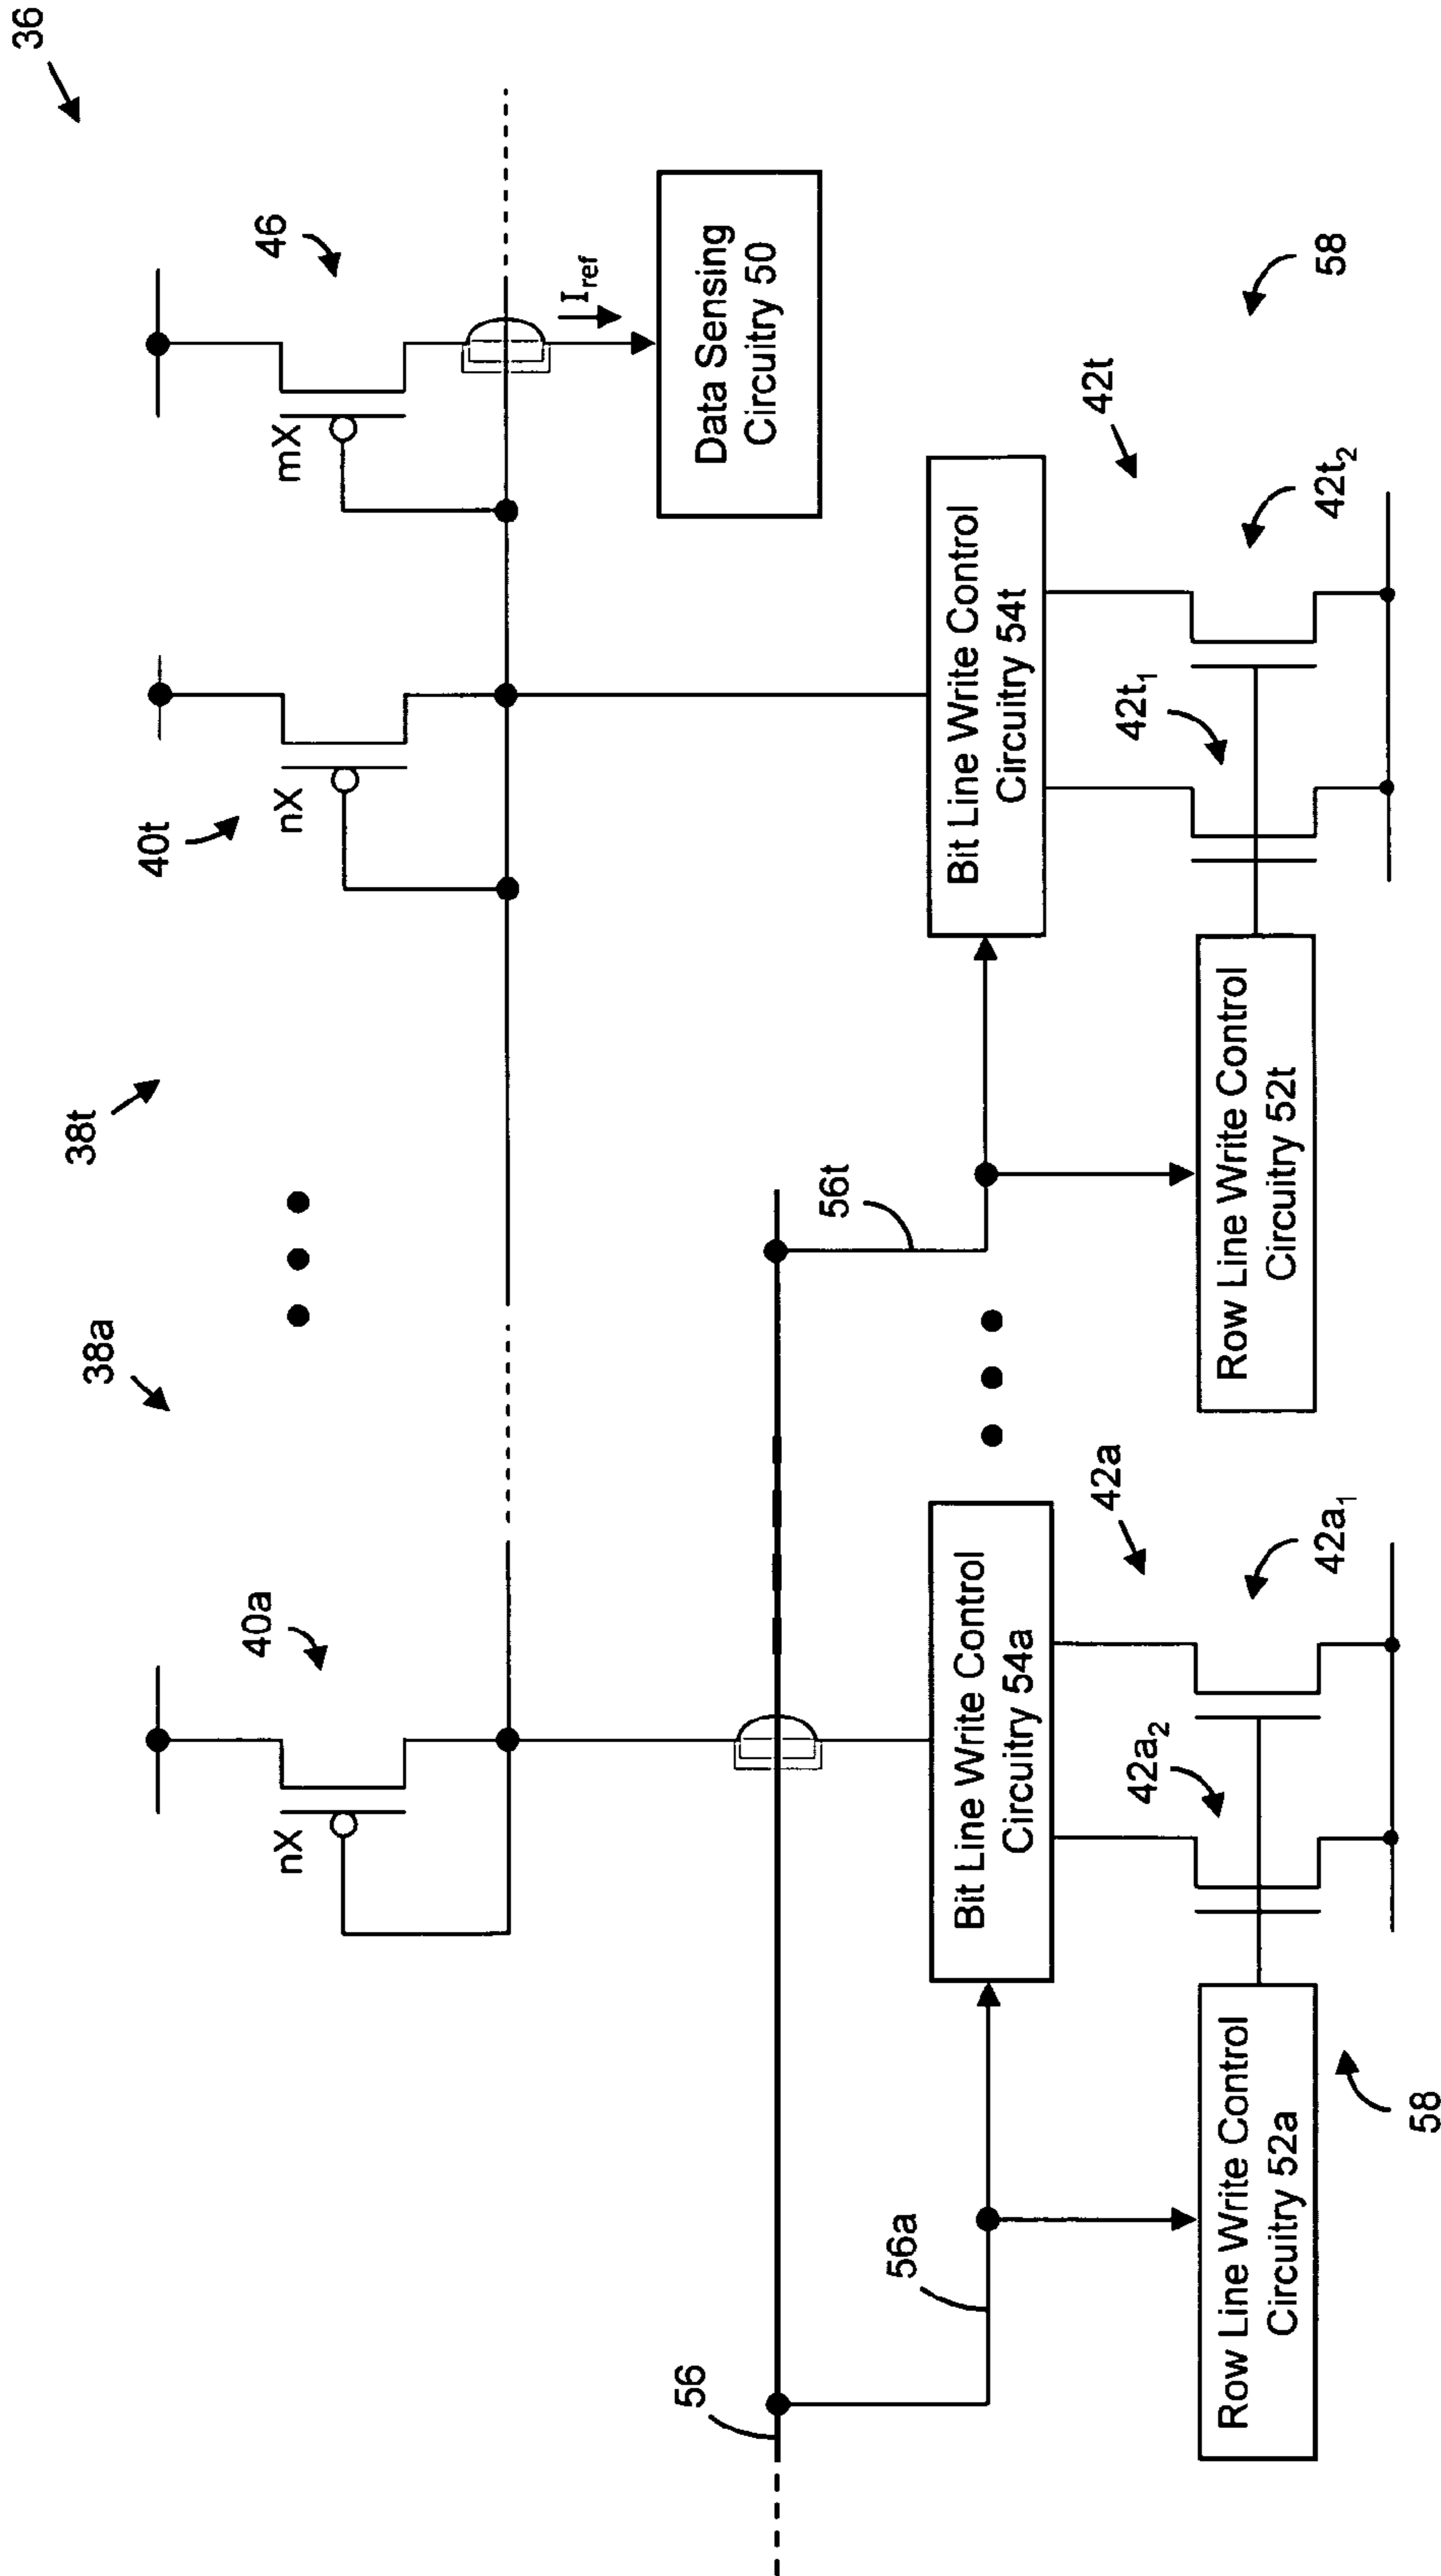 36
46
mX
I_ref
Data Sensing
Circuitry 50
40t
nX
38t
38a
40a
nX
58
42t
42t₂
42t₁
Bit Line Write Control
Circuitry 54t
56t
Row Line Write Control
Circuitry 52t
42a
42a₁
42a₂
Bit Line Write Control
Circuitry 54a
56
56a
Row Line Write Control
Circuitry 52a
58